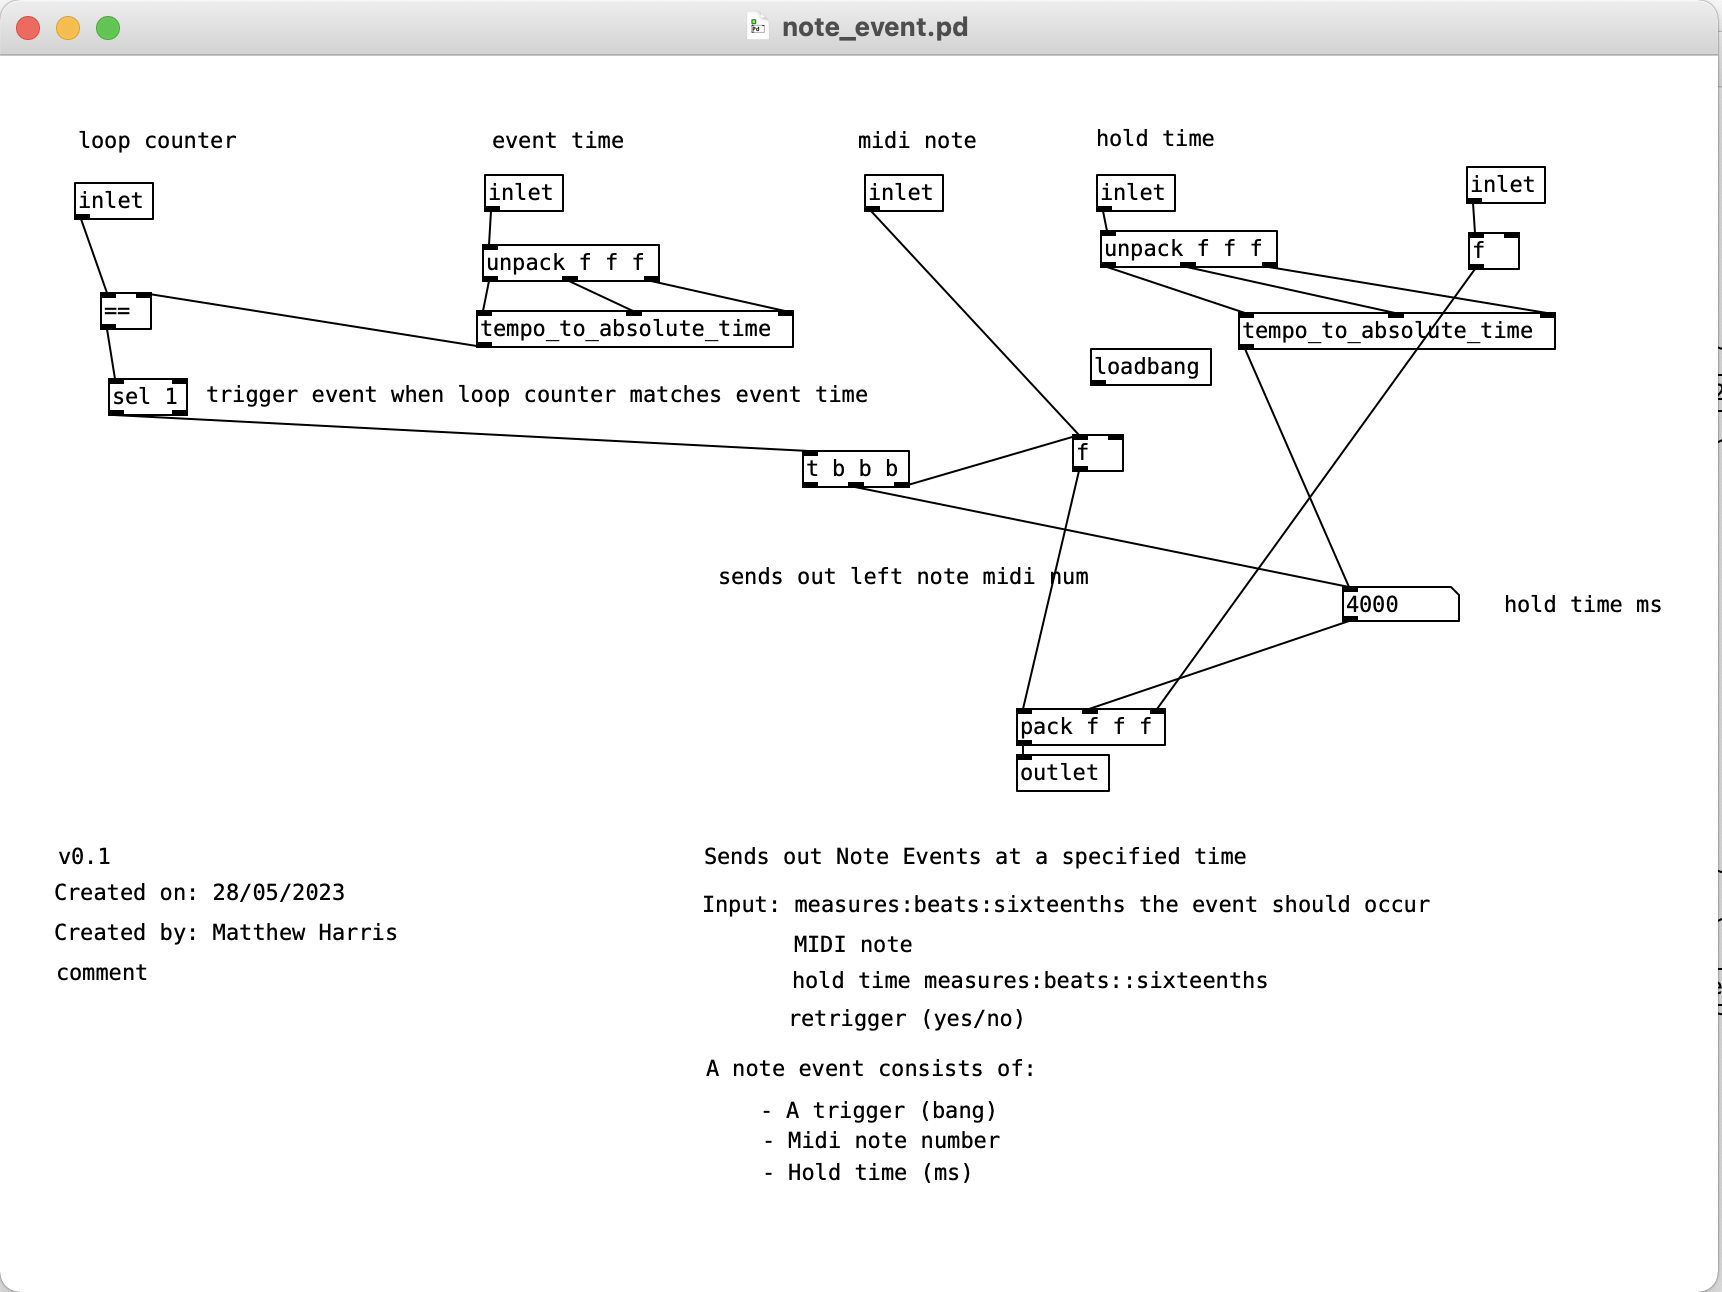 note_event.pd
loop counter
event time
midi note
hold time
inlet
inlet
inlet
inlet
inlet
unpack f f f
unpack f f f
f
==
tempo_to_absolute_time
tempo_to_absolute_time
loadbang
sel 1
trigger event when loop counter matches event time
t b b b
f
sends out left note midi num
4000
hold time ms
pack f f f
outlet
v0.1
Created on: 28/05/2023
Created by: Matthew Harris
comment
Sends out Note Events at a specified time
Input: measures:beats:sixteenths the event should occur
MIDI note
hold time measures:beats::sixteenths
retrigger (yes/no)
A note event consists of:
- A trigger (bang)
- Midi note number
- Hold time (ms)